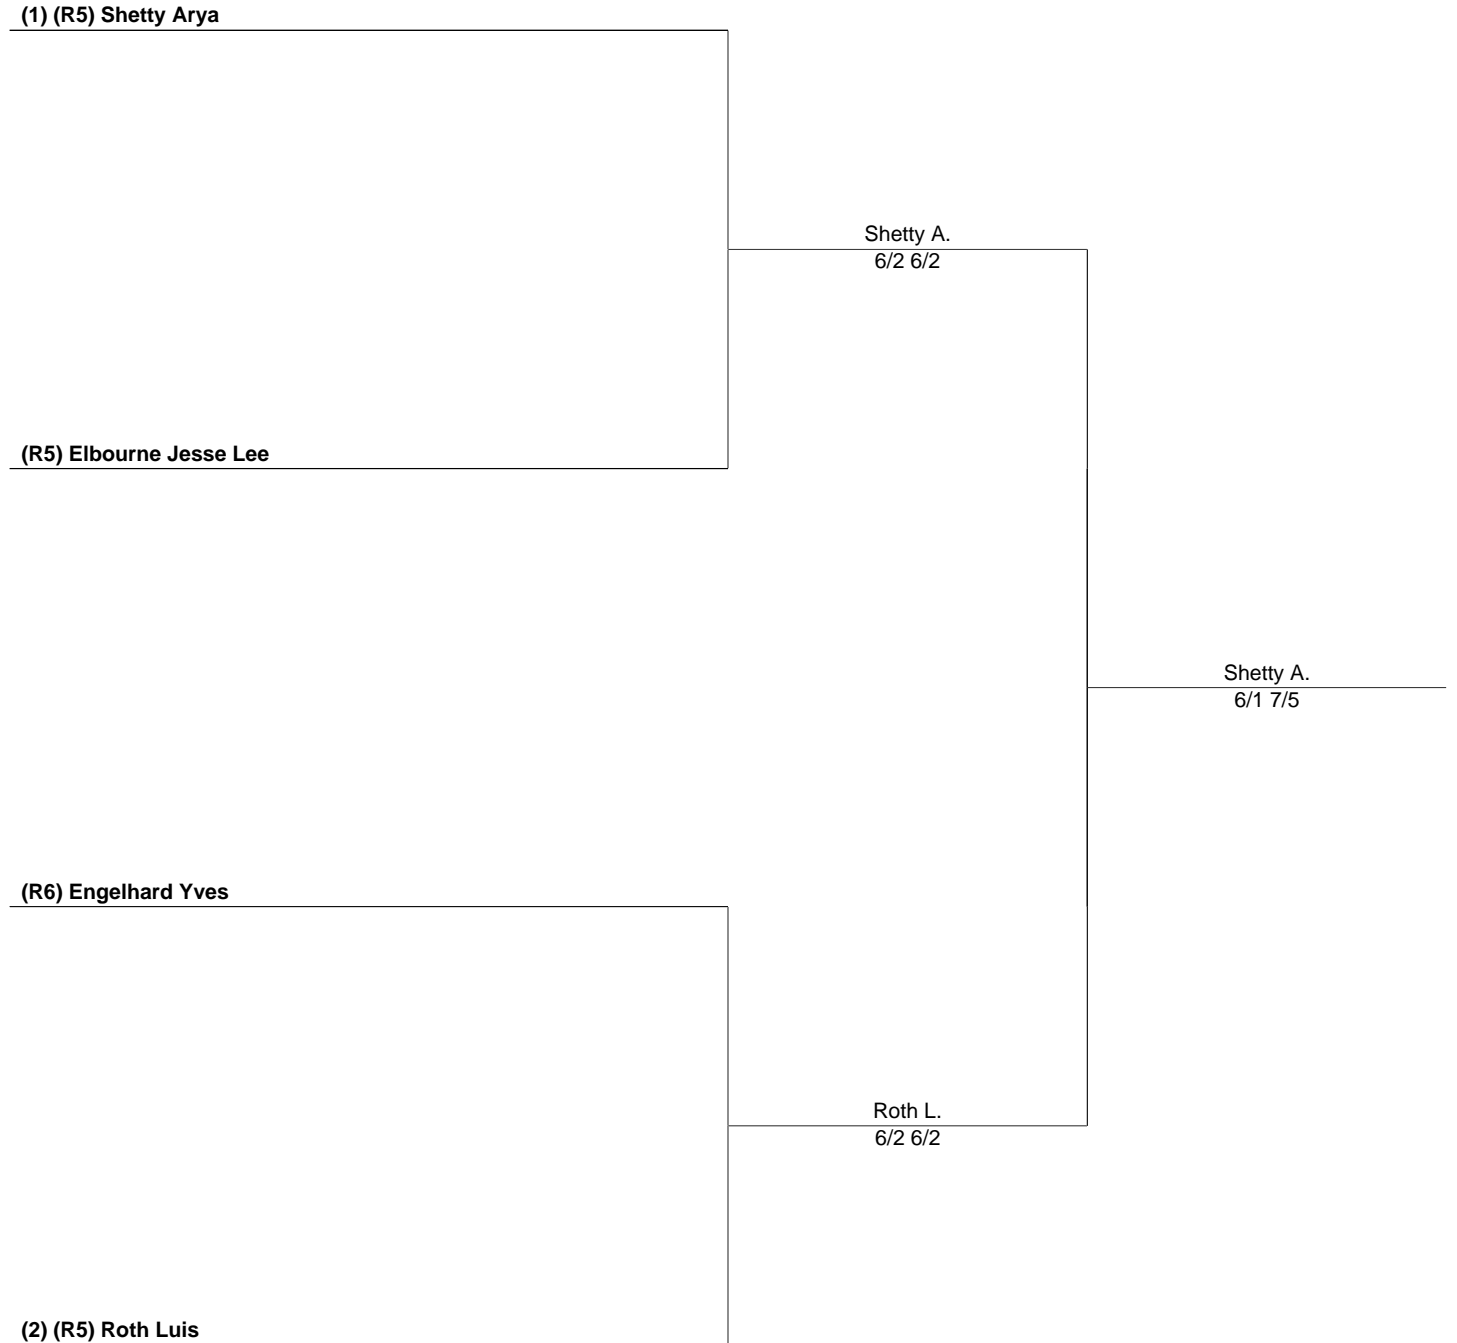 (1) (R5) Shetty Arya
Shetty A.
6/2 6/2
(R5) Elbourne Jesse Lee
Shetty A.
6/1 7/5
(R6) Engelhard Yves
Roth L.
6/2 6/2
(2) (R5) Roth Luis